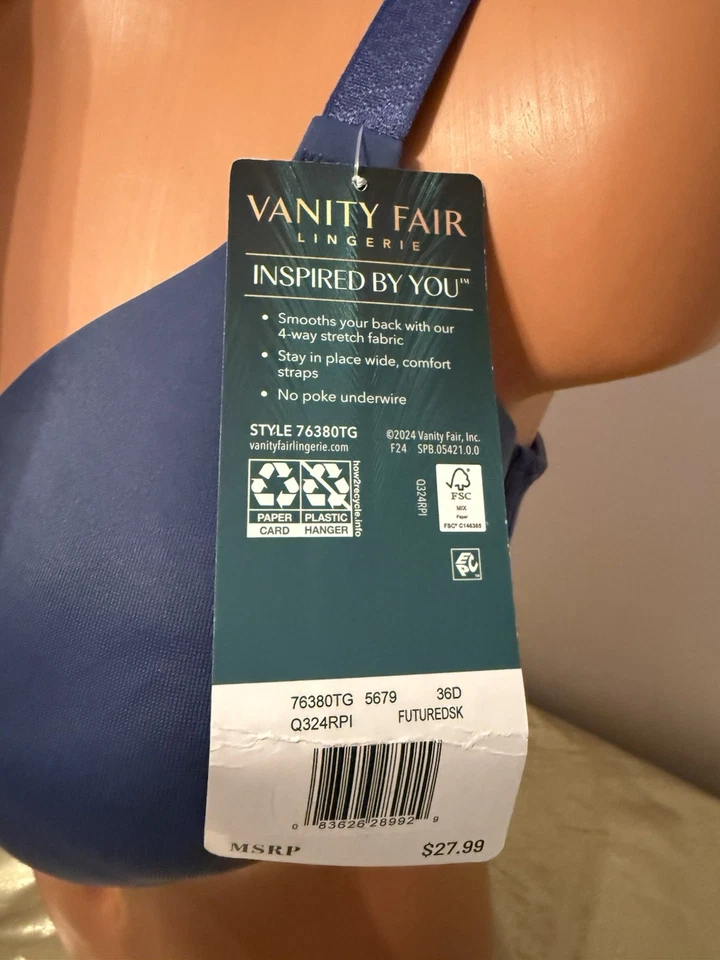 VANITY FAIR
LINGERIE
INSPIRED BY YOU™
• Smooths your back with our
4-way stretch fabric
• Stay in place wide, comfort
straps
• No poke underwire
STYLE 76380TG
vanityfairlingerie.com
©2024 Vanity Fair, Inc.
F24 SPB.05421.0.0
PAPER
CARD
PLASTIC
HANGER
how2recycle.info
Q324RPI
FSC
MIX
Paper
FSC® C146385
EPC™
76380TG 5679 36D
Q324RPI FUTUREDSK
0 83626 28992 9
MSRP $27.99